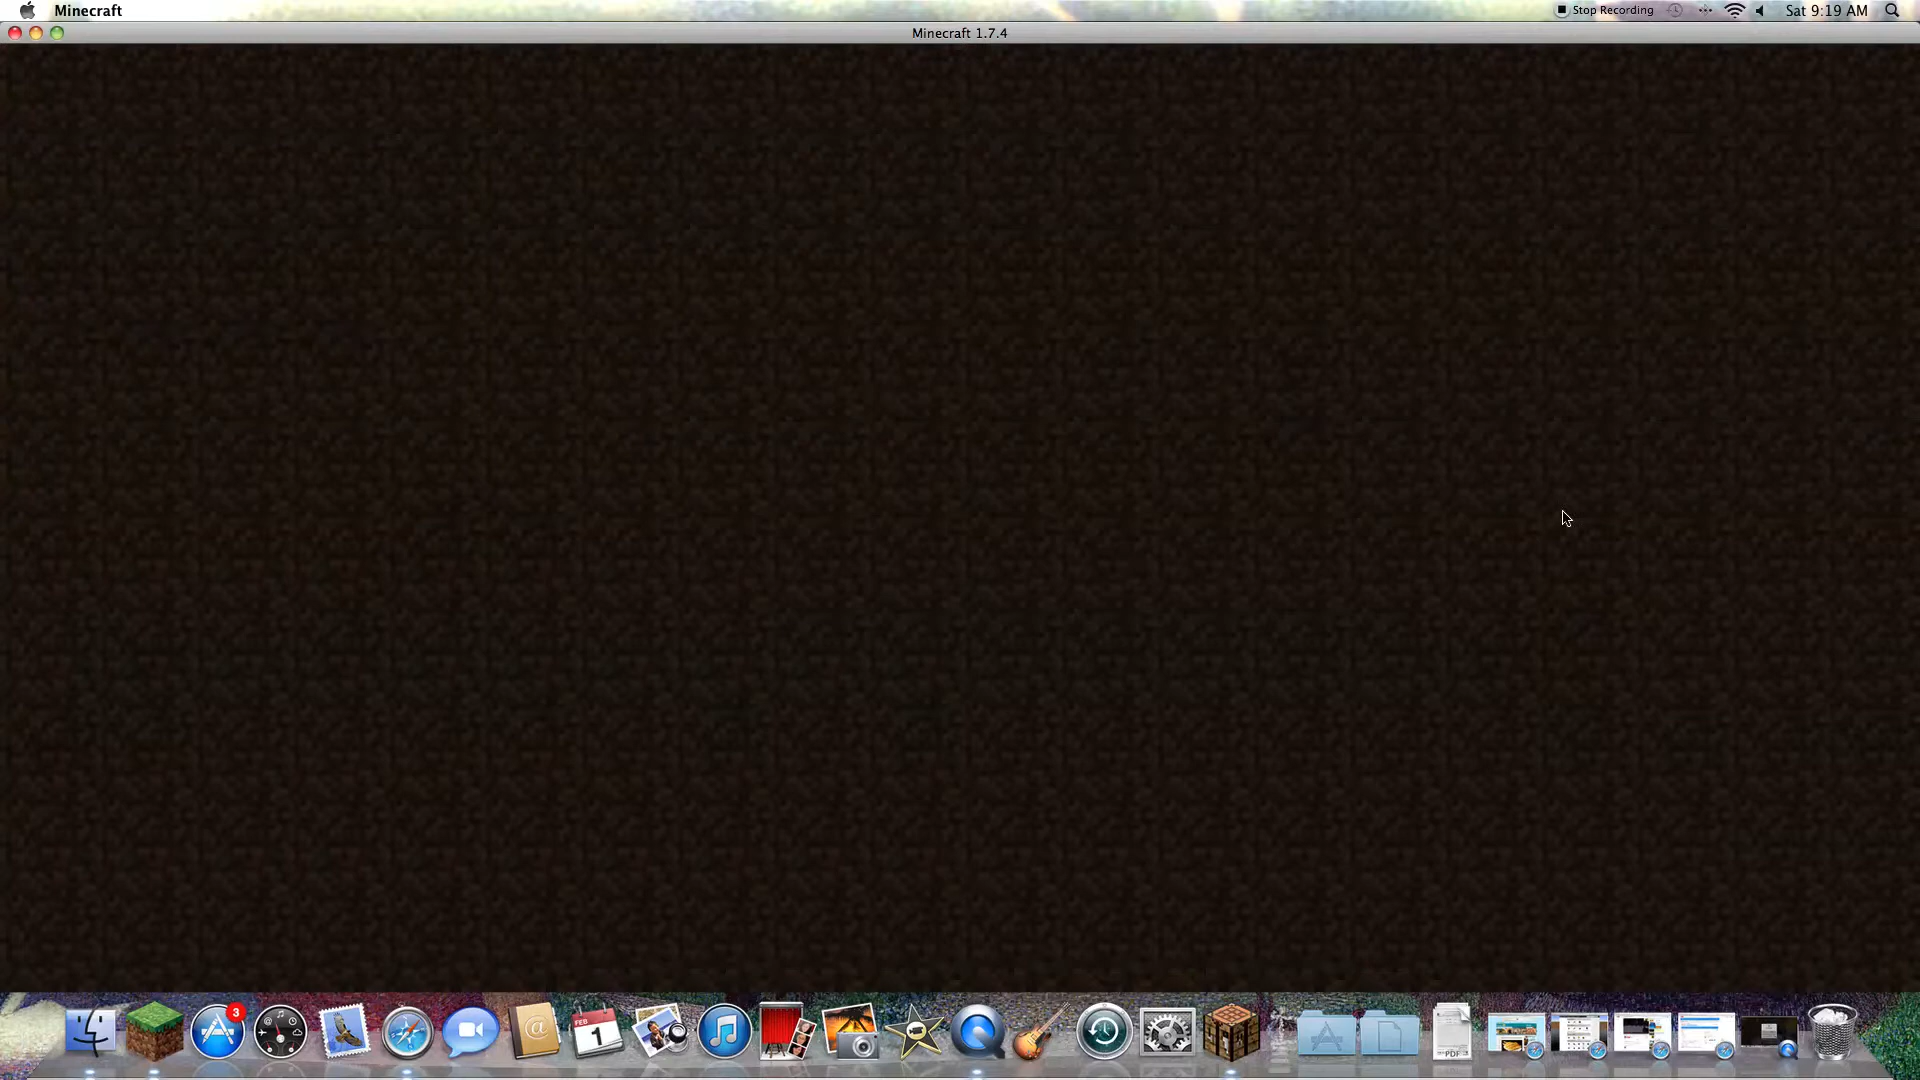 Minecraft
Stop Recording
Sat 9:19 AM
Minecraft 1.7.4
3
FEB
1
PDF